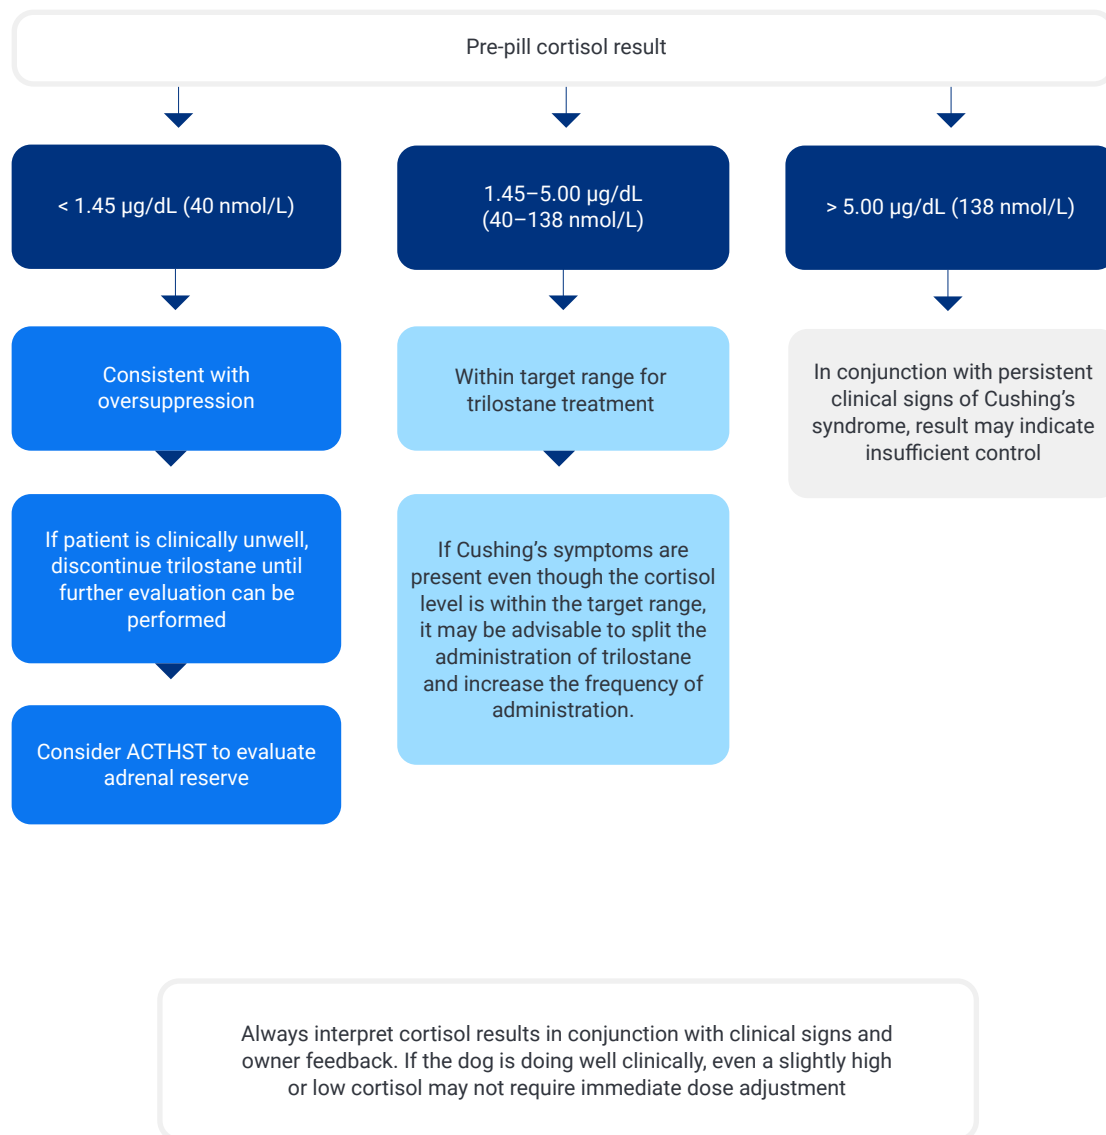 Pre-pill cortisol result
< 1.45 μg/dL (40 nmol/L)
1.45–5.00 μg/dL
(40–138 nmol/L)
> 5.00 μg/dL (138 nmol/L)
Consistent with
oversuppression
Within target range for
trilostane treatment
In conjunction with persistent
clinical signs of Cushing’s
syndrome, result may indicate
insufficient control
If patient is clinically unwell,
discontinue trilostane until
further evaluation can be
performed
If Cushing’s symptoms are
present even though the cortisol
level is within the target range,
it may be advisable to split the
administration of trilostane
and increase the frequency of
administration.
Consider ACTHST to evaluate
adrenal reserve
Always interpret cortisol results in conjunction with clinical signs and
owner feedback. If the dog is doing well clinically, even a slightly high
or low cortisol may not require immediate dose adjustment